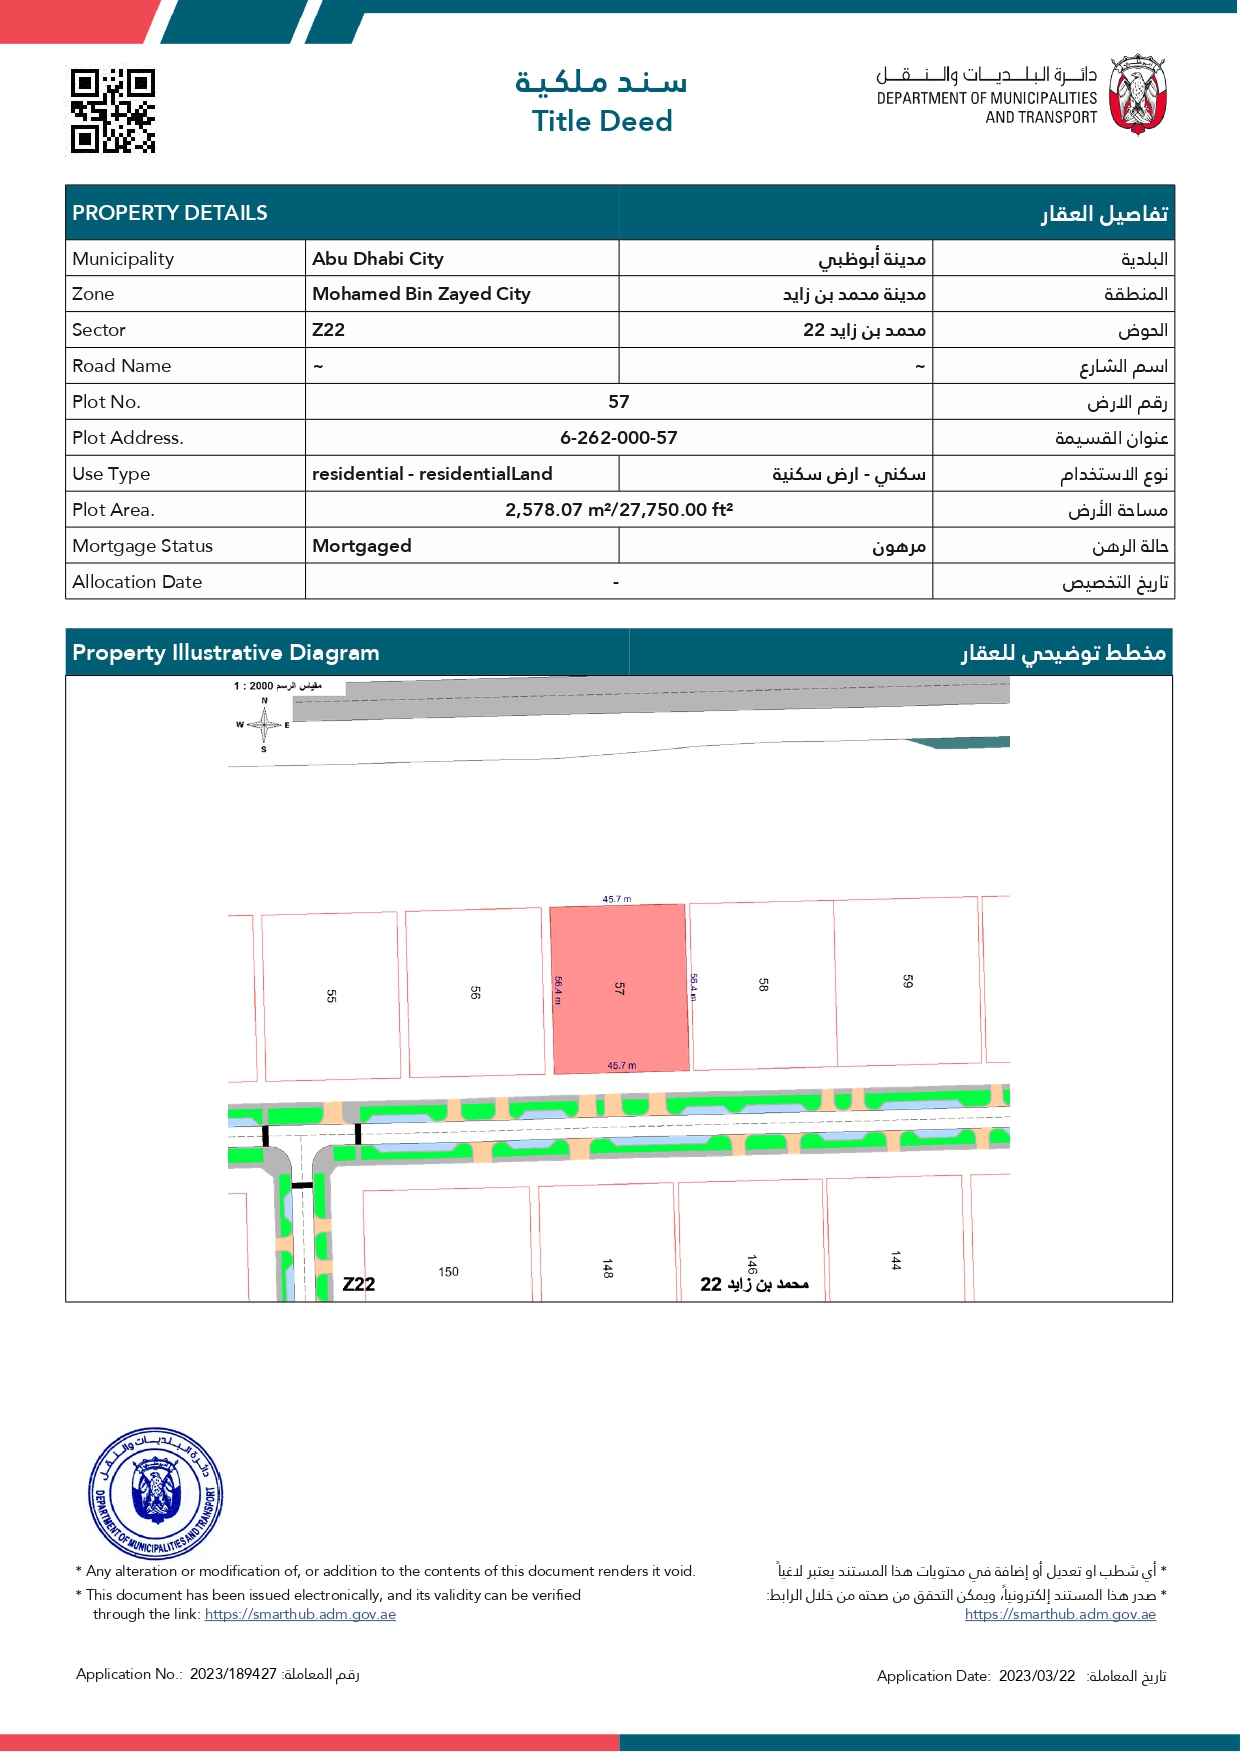 سند ملكية
Title Deed
دائرة البلديات والنقل
DEPARTMENT OF MUNICIPALITIES
AND TRANSPORT
PROPERTY DETAILS تفاصيل العقار
Municipality Abu Dhabi City مدينة أبوظبي البلدية
Zone Mohamed Bin Zayed City مدينة محمد بن زايد المنطقة
Sector Z22 محمد بن زايد 22 الحوض
Road Name ~ ~ اسم الشارع
Plot No. 57 رقم الارض
Plot Address. 6-262-000-57 عنوان القسيمة
Use Type residential - residentialLand سكني - ارض سكنية نوع الاستخدام
Plot Area. 2,578.07 m²/27,750.00 ft² مساحة الأرض
Mortgage Status Mortgaged مرهون حالة الرهن
Allocation Date - تاريخ التخصيص
Property Illustrative Diagram مخطط توضيحي للعقار
مقياس الرسم 2000 : 1
N
W E
S
45.7 m
55 56 56.4 m 57 56.4 m 58 59
45.7 m
150 148 146 144
Z22 محمد بن زايد 22
دائرة البلديات والنقل
DEPARTMENT OF MUNICIPALITIES AND TRANSPORT
* Any alteration or modification of, or addition to the contents of this document renders it void.
* أي شطب او تعديل أو إضافة في محتويات هذا المستند يعتبر لاغياً
* This document has been issued electronically, and its validity can be verified
through the link: https://smarthub.adm.gov.ae
* صدر هذا المستند إلكترونياً، ويمكن التحقق من صحته من خلال الرابط:
https://smarthub.adm.gov.ae
Application No.: 2023/189427 رقم المعاملة:
Application Date: 2023/03/22 تاريخ المعاملة: